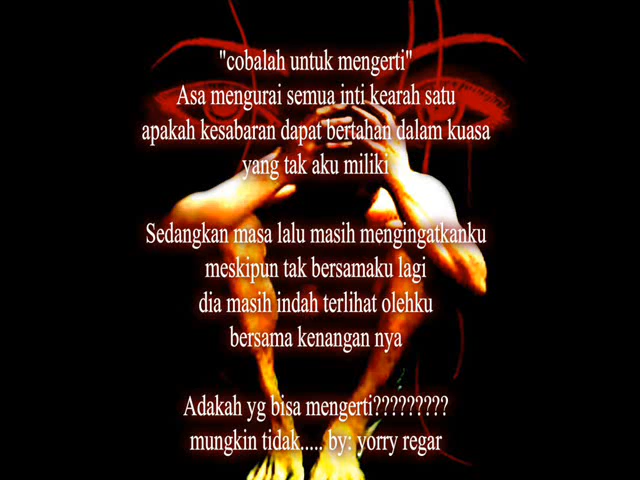 "cobalah untuk mengerti"
Asa mengurai semua inti kearah satu
apakah kesabaran dapat bertahan dalam kuasa
yang tak aku miliki
Sedangkan masa lalu masih mengingatkanku
meskipun tak bersamaku lagi
dia masih indah terlihat olehku
bersama kenangan nya
Adakah yg bisa mengerti?????????
mungkin tidak..... by: yorry regar